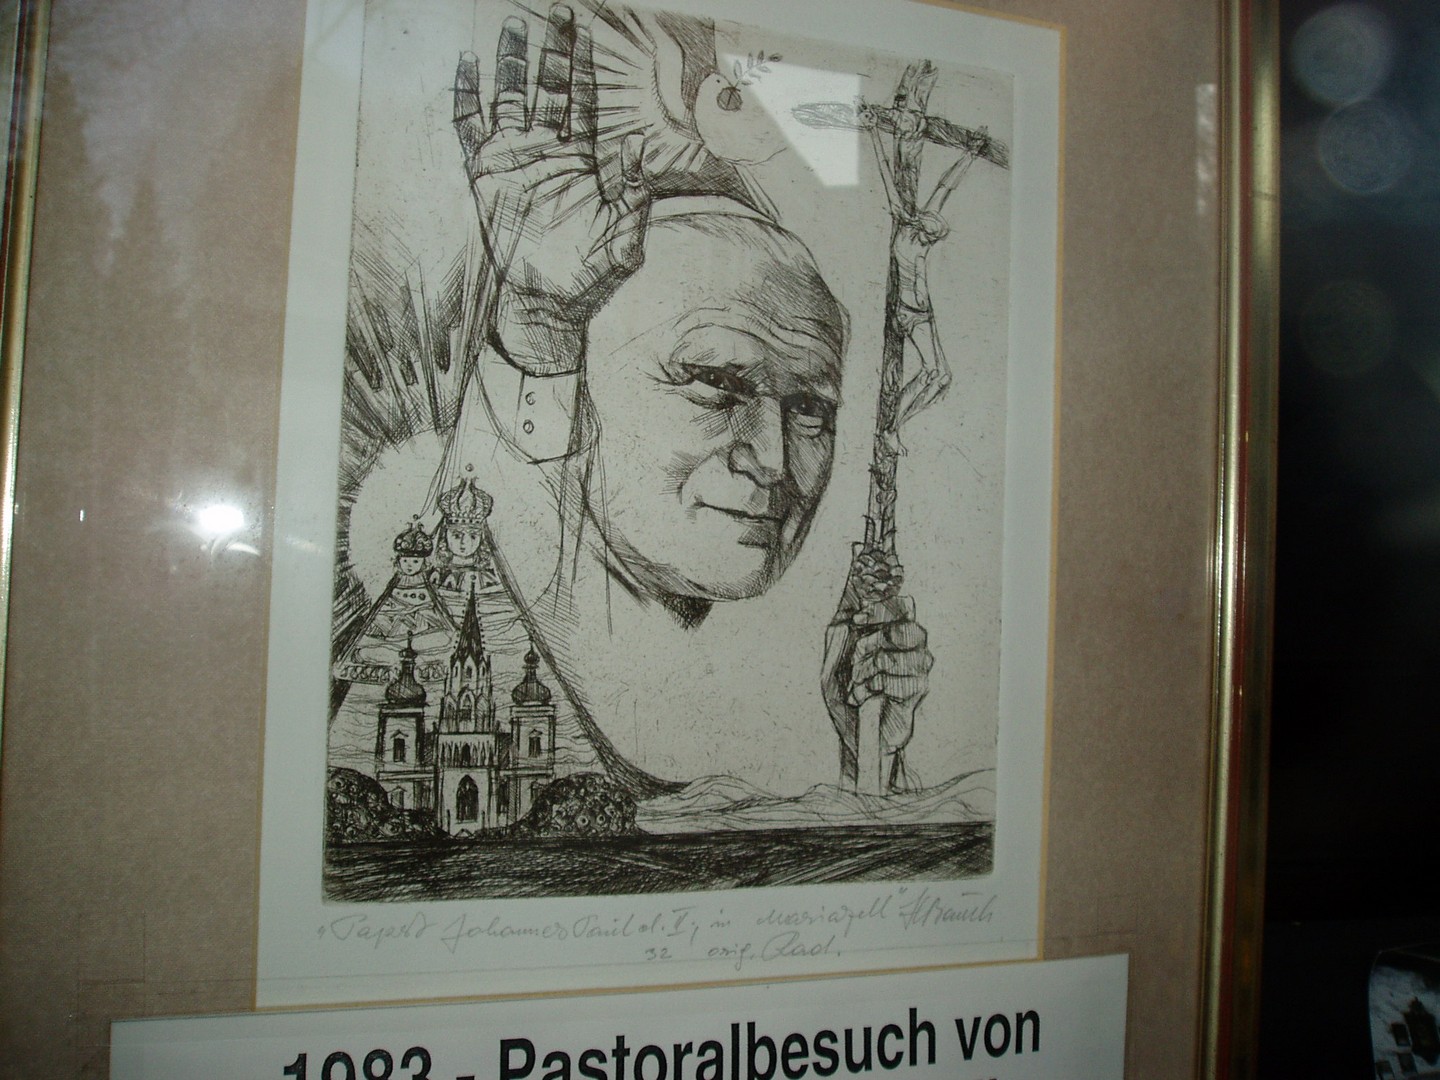 "Papst Johannes Paul d. II; in Mariazell"
32 orig. Rad.
1983 - Pastoralbesuch von